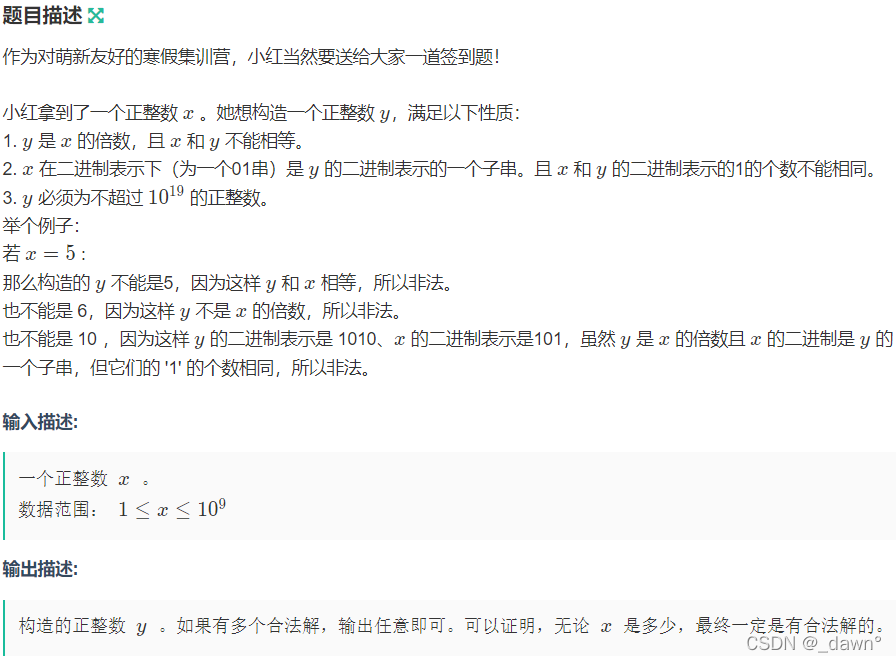 题目描述
作为对萌新友好的寒假集训营，小红当然要送给大家一道签到题！
小红拿到了一个正整数 x 。她想构造一个正整数 y，满足以下性质：
1. y 是 x 的倍数，且 x 和 y 不能相等。
2. x 在二进制表示下（为一个01串）是 y 的二进制表示的一个子串。且 x 和 y 的二进制表示的1的个数不能相同。
3. y 必须为不超过 10^19 的正整数。
举个例子：
若 x = 5 :
那么构造的 y 不能是5，因为这样 y 和 x 相等，所以非法。
也不能是 6，因为这样 y 不是 x 的倍数，所以非法。
也不能是 10 ，因为这样 y 的二进制表示是 1010、x 的二进制表示是101，虽然 y 是 x 的倍数且 x 的二进制是 y 的
一个子串，但它们的 '1' 的个数相同，所以非法。
输入描述:
一个正整数 x 。
数据范围： 1 ≤ x ≤ 10^9
输出描述:
构造的正整数 y 。如果有多个合法解，输出任意即可。可以证明，无论 x 是多少，最终一定是有合法解的。
CSDN @_dawn°